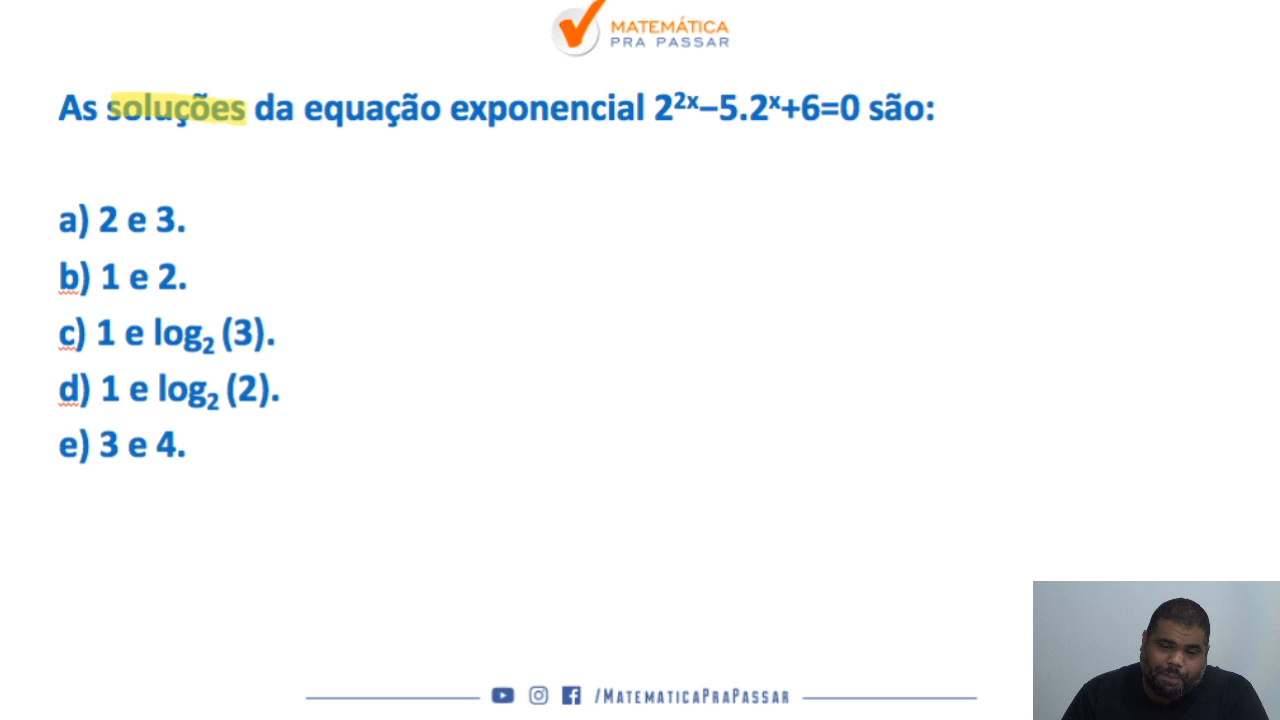 MATEMÁTICA
PRA PASSAR
As soluções da equação exponencial 2²ˣ–5.2ˣ+6=0 são:
a) 2 e 3.
b) 1 e 2.
c) 1 e log₂ (3).
d) 1 e log₂ (2).
e) 3 e 4.
/MATEMATICAPRAPASSAR